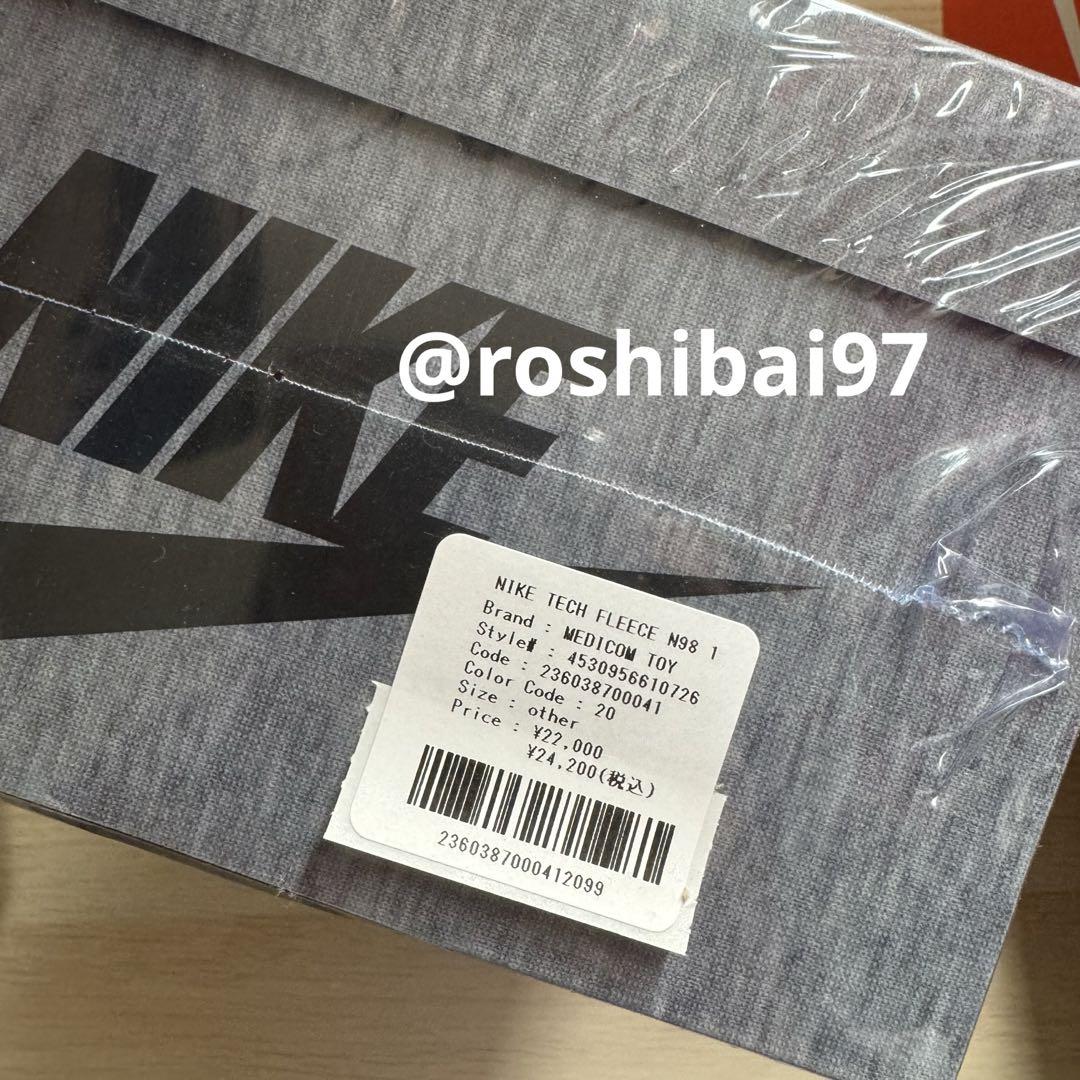 NIKE
@roshibai97
NIKE TECH FLEECE N98 1
Brand : MEDICOM TOY
Style# : 4530956610726
Code : 236038700041
Color Code : 20
Size : other
Price : ¥22,000
¥24,200(税込)
2360387000412099